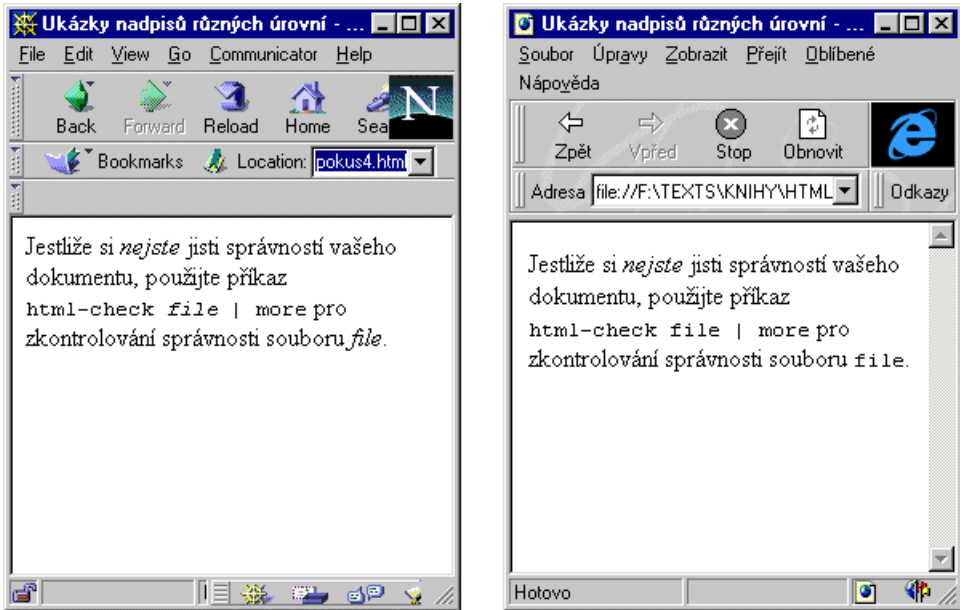 Ukázky nadpisů různých úrovní - ...
File Edit View Go Communicator Help
Back Forward Reload Home Sea
N
Bookmarks Location: pokus4.html
Jestliže si nejste jisti správností vašeho
dokumentu, použijte příkaz
html-check file | more pro
zkontrolování správnosti souboru file.
Ukázky nadpisů různých úrovní - ...
Soubor Úpravy Zobrazit Přejít Oblíbené
Nápověda
Zpět Vpřed Stop Obnovit
Adresa file://F:\TEXTS\KNIHY\HTML Odkazy
Jestliže si nejste jisti správností vašeho
dokumentu, použijte příkaz
html-check file | more pro
zkontrolování správnosti souboru file.
Hotovo